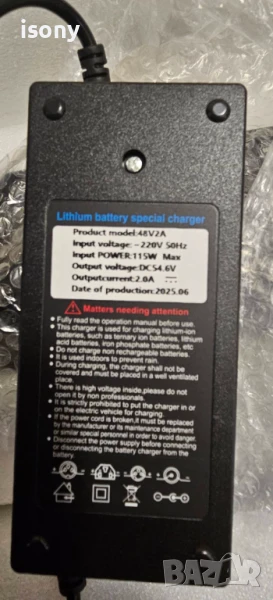 isony
Lithium battery special charger
Product model:48V2A
Input voltage: ~220V 50Hz
Input POWER:115W Max
Output voltage:DC54.6V
Outputcurrent:2.0A
Date of production:2025.06
Matters needing attention
• Fully read the operation manual before use.
• This charger is used for charging lithium-ion
batteries, such as ternary ion batteries, lithium
acid batteries, iron phosphate batteries, etc
• Do not charge non rechargeable batteries.
• It is used indoors to prevent rain.
• During charging, the charger shall not be
covered and must be placed in a well ventilated
place.
• There is high voltage inside,please do not
open it by non professionals.
• It is strictly prohibited to put the charger in or
on the electric vehicle for charging.
• If the power cord is broken,it must be replaced
by the manufacturer or its maintenance department
or similar special personnel in order to avoid danger
• Disconnect the power supply before connecting
or disconnecting the battery charger from the
battery.
BAZAR